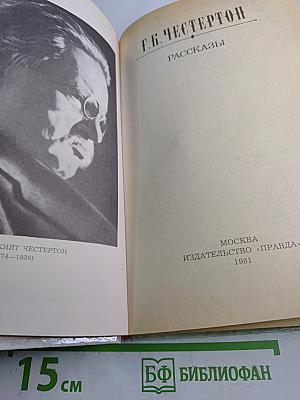 КИЙТ ЧЕСТЕРТОН
74—1936)
Г.К. ЧЕСТЕРТОН
РАССКАЗЫ
МОСКВА
ИЗДАТЕЛЬСТВО «ПРАВДА»
1981
15 см
БФ БИБЛИОФАН